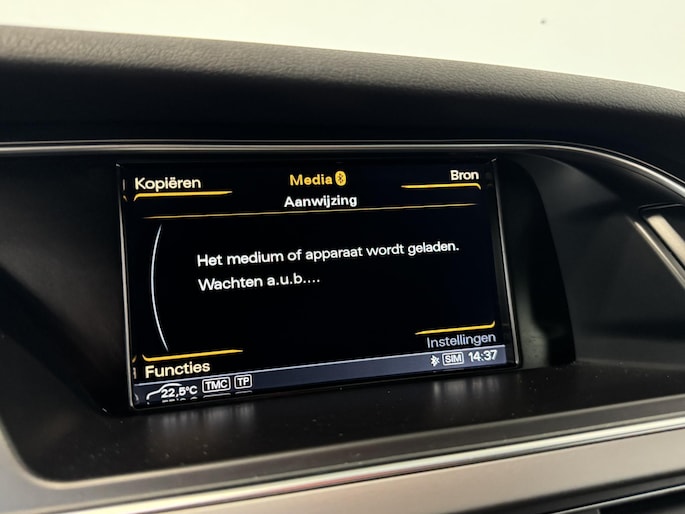 Kopiëren
Media
Bron
Aanwijzing
Het medium of apparaat wordt geladen.
Wachten a.u.b....
Instellingen
Functies
SIM 14:37
22,5°C TMC TP